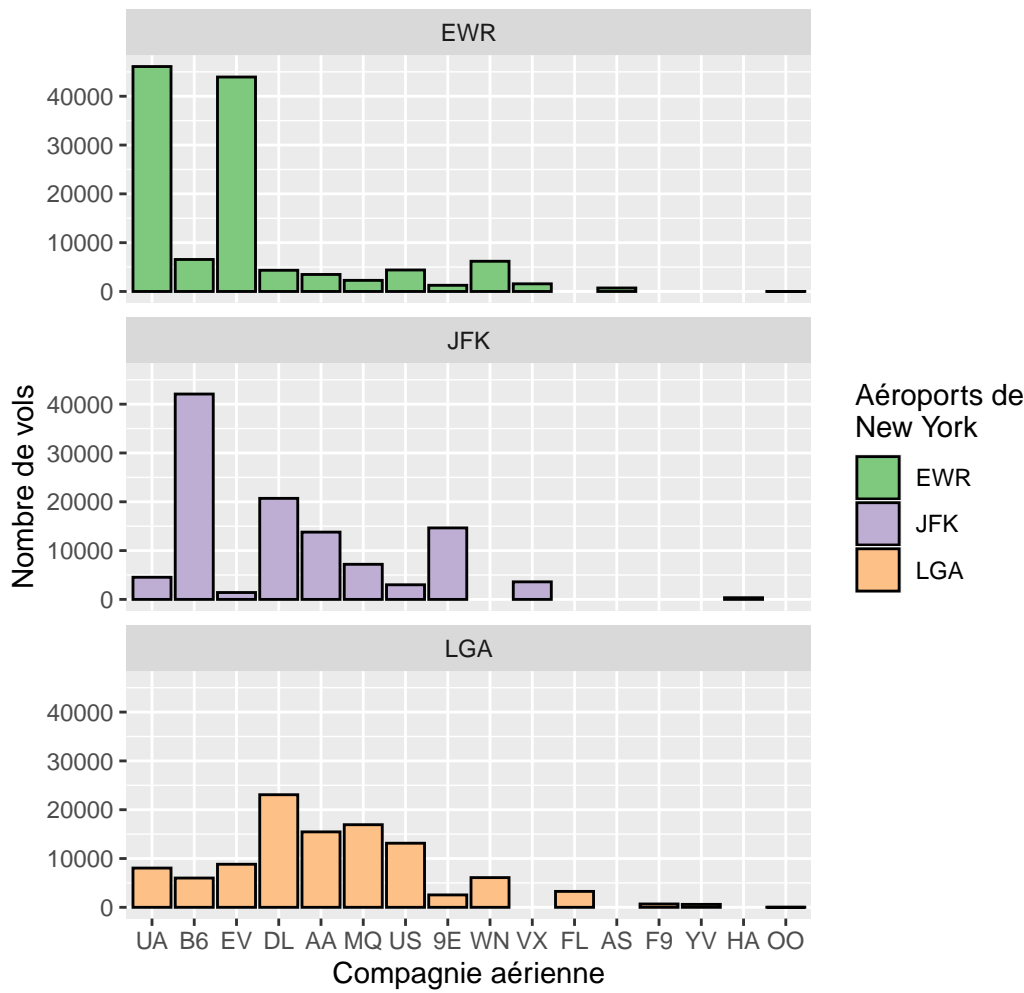 EWR
40000
30000
20000
10000
0
JFK
40000
30000
20000
10000
0
LGA
40000
30000
20000
10000
0
UA B6 EV DL AA MQ US 9E WN VX FL AS F9 YV HA OO
Compagnie aérienne
Nombre de vols
Aéroports de
New York
EWR
JFK
LGA